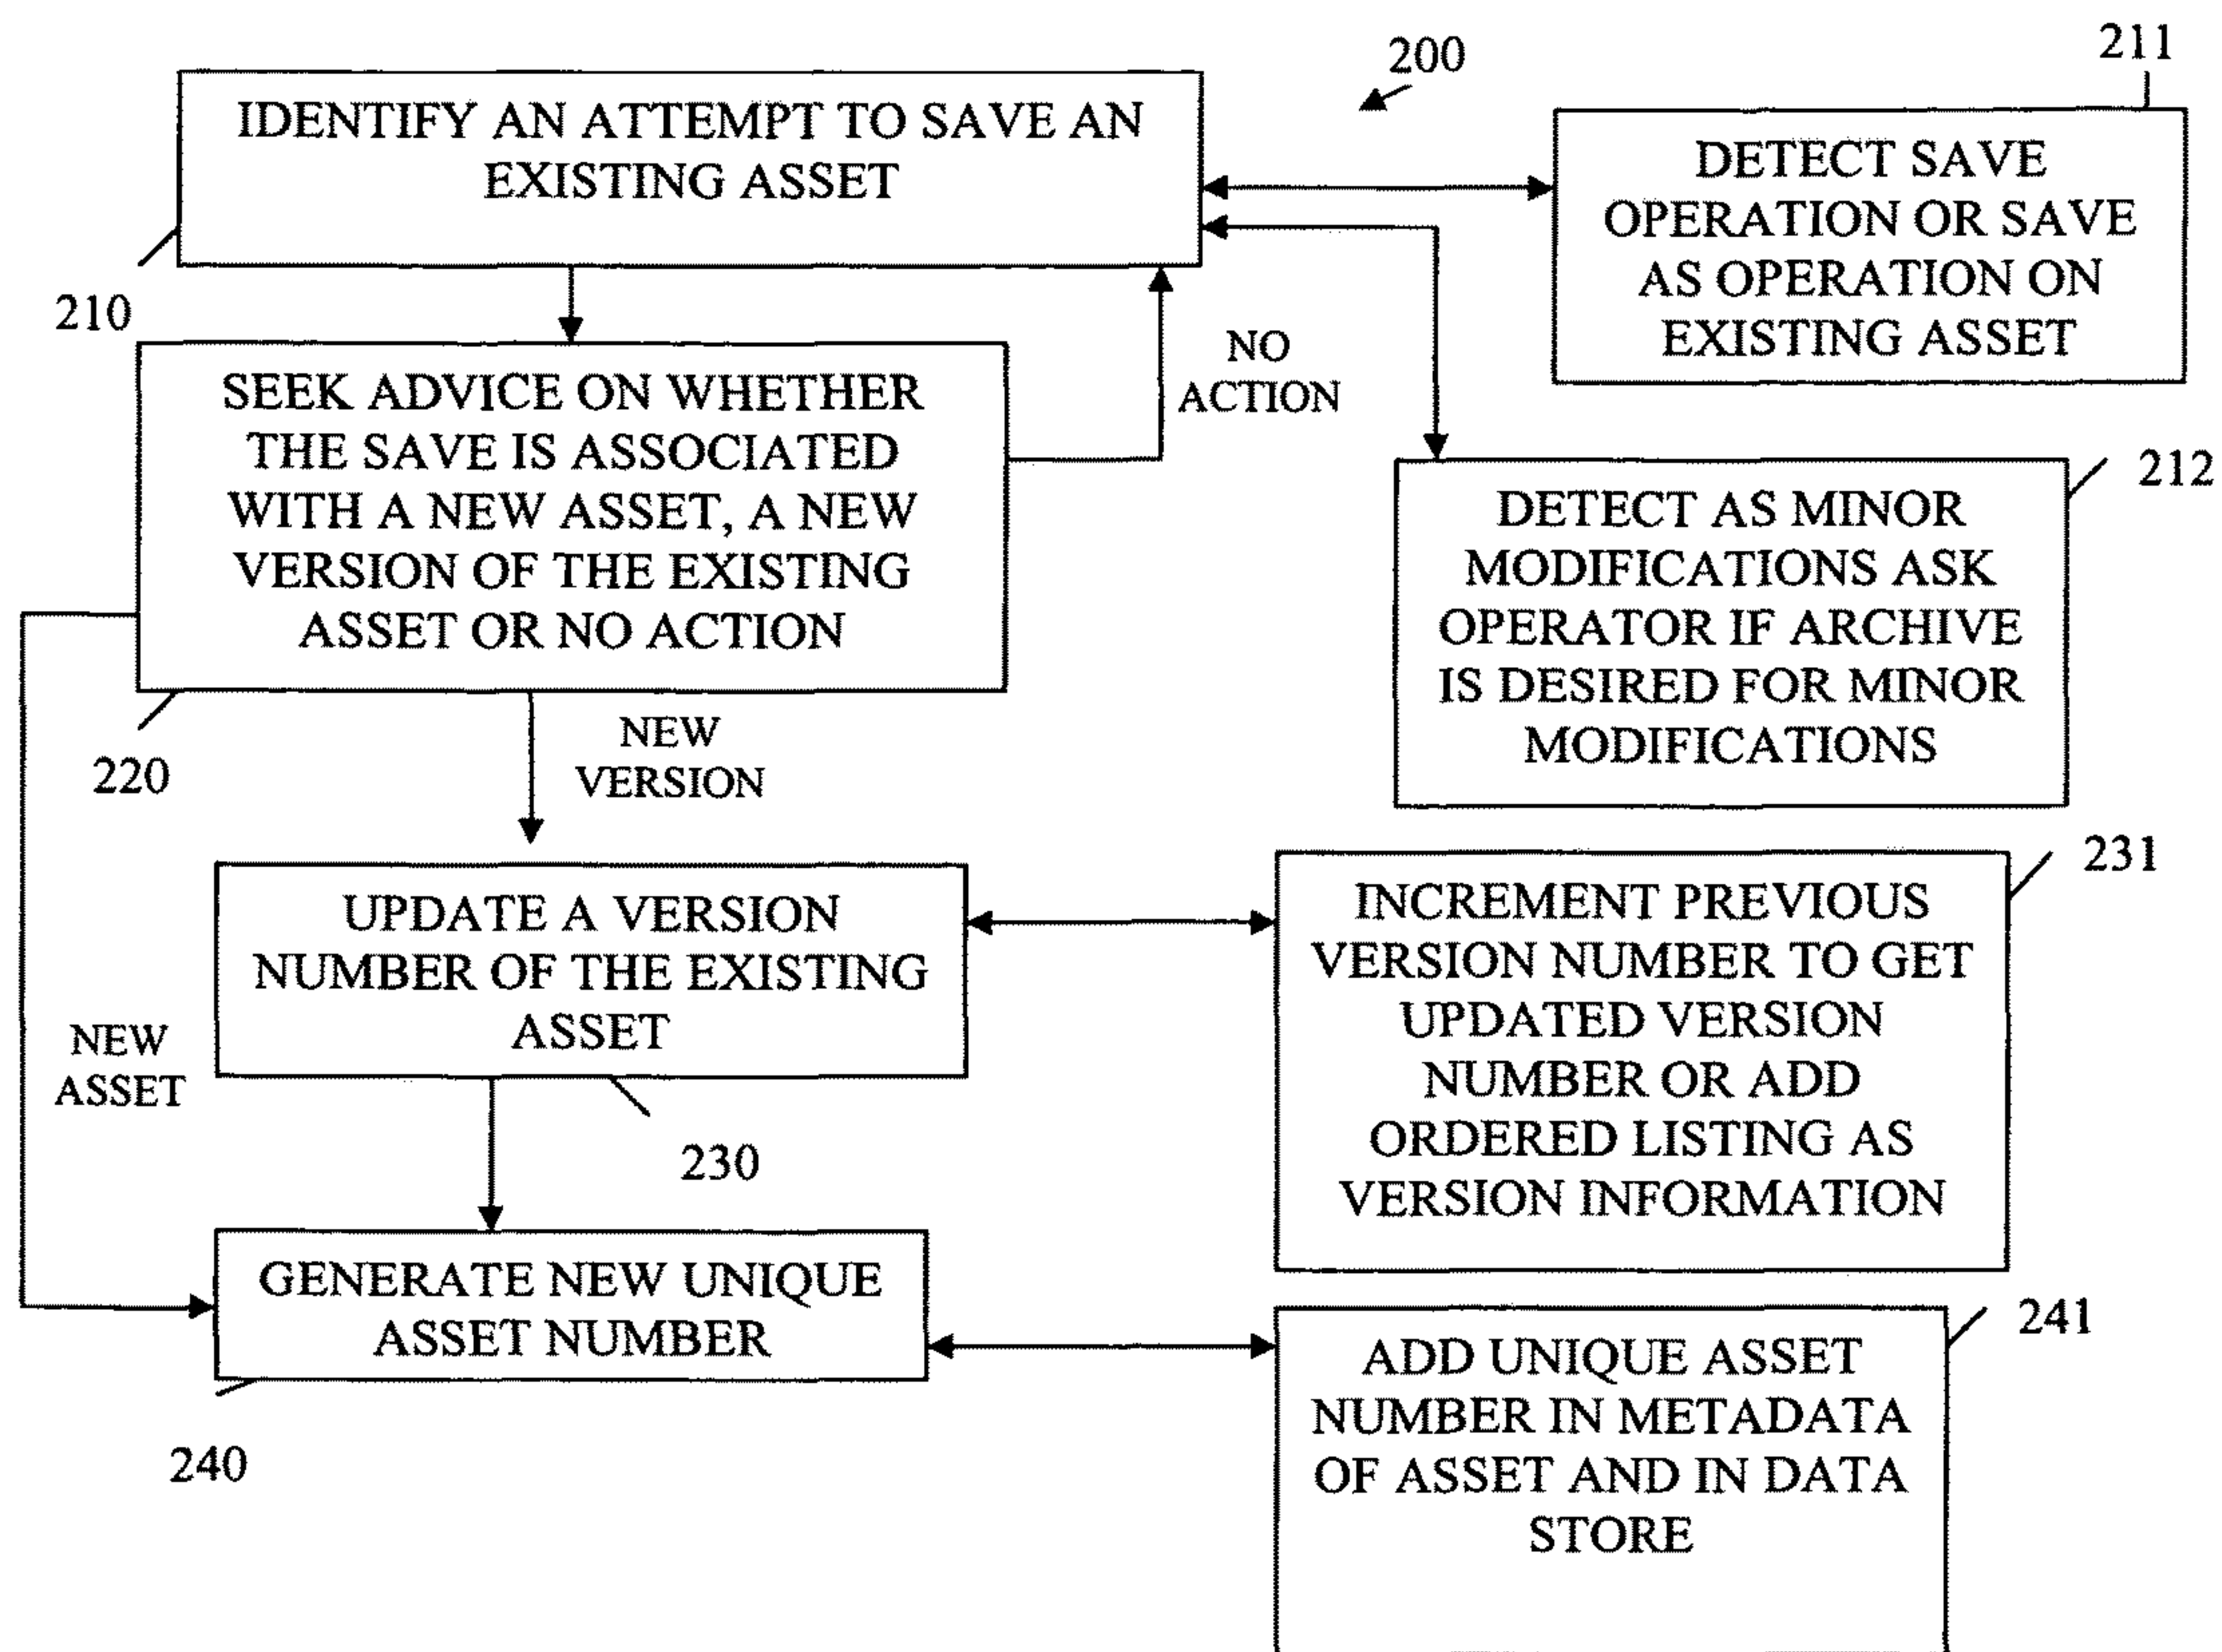 200
211
IDENTIFY AN ATTEMPT TO SAVE AN
EXISTING ASSET
210
DETECT SAVE
OPERATION OR SAVE
AS OPERATION ON
EXISTING ASSET
SEEK ADVICE ON WHETHER
THE SAVE IS ASSOCIATED
WITH A NEW ASSET, A NEW
VERSION OF THE EXISTING
ASSET OR NO ACTION
220
NO
ACTION
212
DETECT AS MINOR
MODIFICATIONS ASK
OPERATOR IF ARCHIVE
IS DESIRED FOR MINOR
MODIFICATIONS
NEW
VERSION
UPDATE A VERSION
NUMBER OF THE EXISTING
ASSET
230
231
INCREMENT PREVIOUS
VERSION NUMBER TO GET
UPDATED VERSION
NUMBER OR ADD
ORDERED LISTING AS
VERSION INFORMATION
NEW
ASSET
GENERATE NEW UNIQUE
ASSET NUMBER
240
241
ADD UNIQUE ASSET
NUMBER IN METADATA
OF ASSET AND IN DATA
STORE